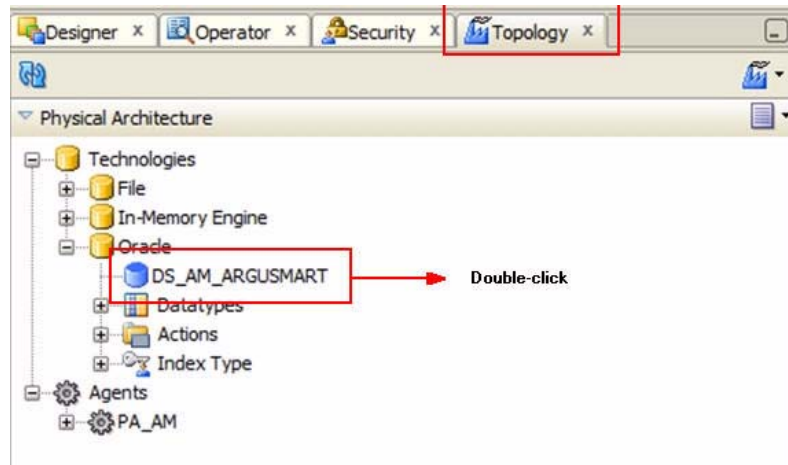 Designer x Operator x Security x Topology x
Physical Architecture
Technologies
File
In-Memory Engine
Oracle
DS_AM_ARGUSMART Double-click
Datatypes
Actions
Index Type
Agents
PA_AM